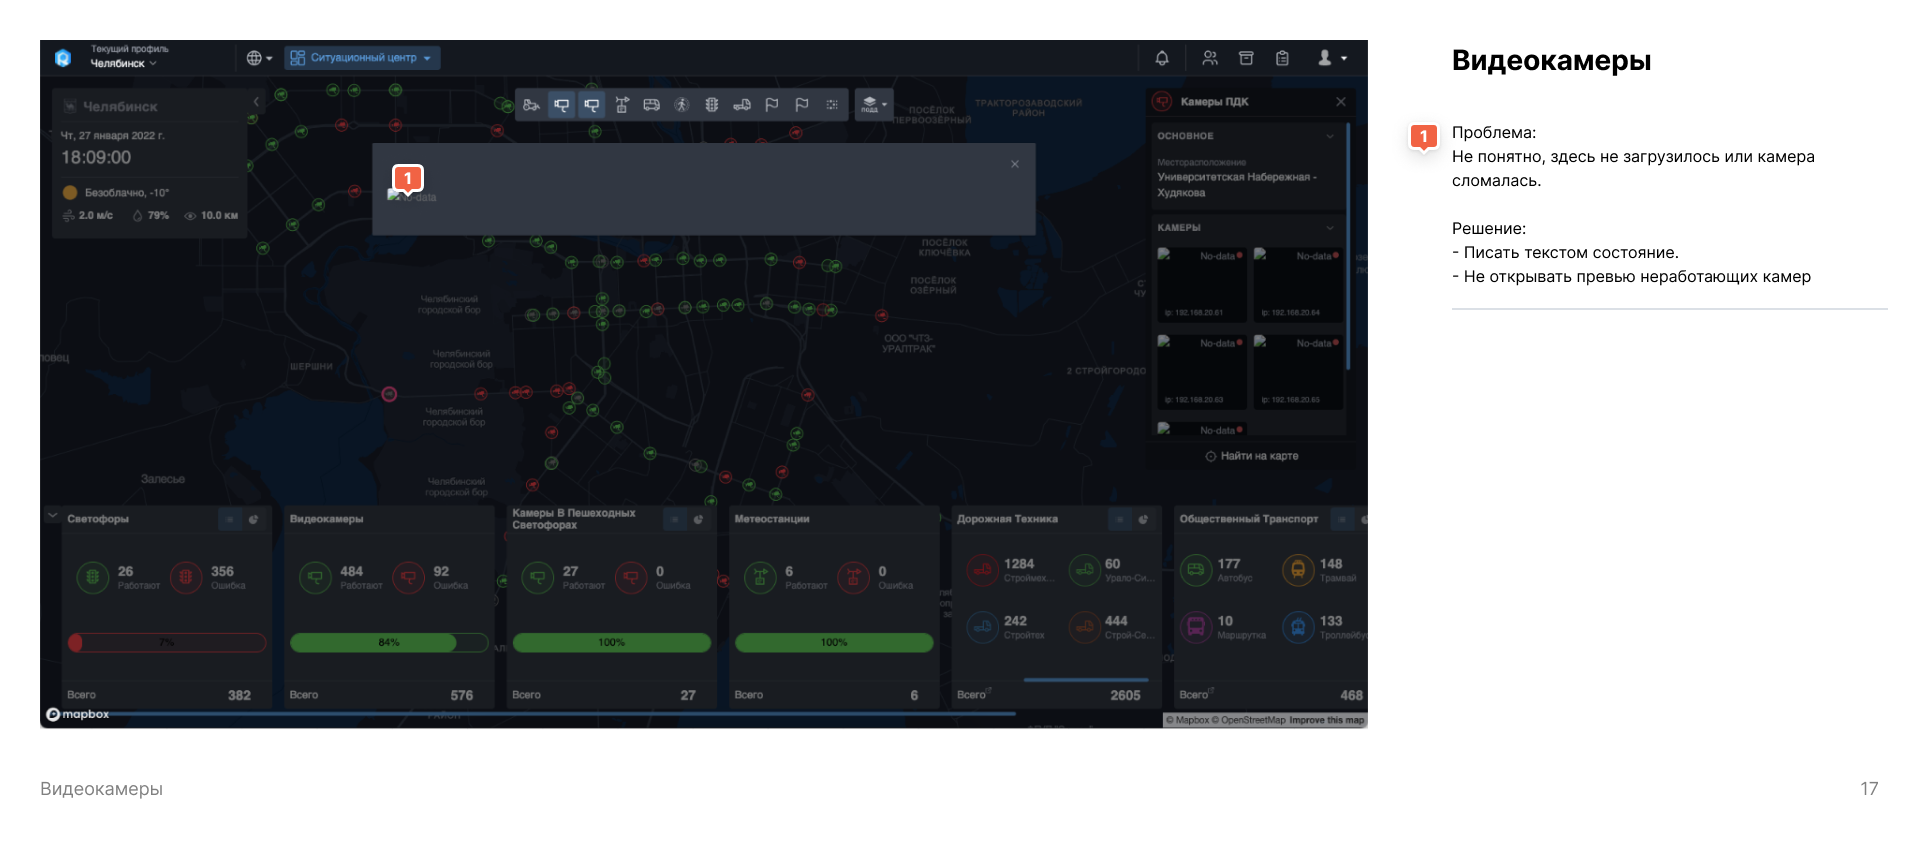 Текущий профиль
Челябинск
Ситуационный центр
Челябинск
Чт, 27 января 2022 г.
18:09:00
Безоблачно, -10°
2.0 м/с 79% 10.0 км
ПОСЁЛОК
ПЕРВООЗЁРНЫЙ
ТРАКТОРОЗАВОДСКИЙ
РАЙОН
1
No-data
ПОСЁЛОК
КЛЮЧЁВКА
ПОСЁЛОК
ОЗЁРНЫЙ
Челябинский
городской бор
ООО "ЧТЗ-
УРАЛТРАК"
Челябинский
городской бор
ШЕРШНИ
2 СТРОЙГОРОДО
Челябинский
городской бор
Залесье
Челябинский
городской бор
Камеры ПДК
ОСНОВНОЕ
Месторасположение
Университетская Набережная -
Худякова
КАМЕРЫ
No-data No-data
ip: 192.168.20.61 ip: 192.168.20.64
No-data No-data
ip: 192.168.20.63 ip: 192.168.20.65
No-data
Найти на карте
Светофоры
26
Работают
356
Ошибка
7%
Всего 382
Видеокамеры
484
Работают
92
Ошибка
84%
Всего 576
Камеры В Пешеходных
Светофорах
27
Работают
0
Ошибка
100%
Всего 27
Метеостанции
6
Работают
0
Ошибка
100%
Всего 6
Дорожная Техника
1284
Строймех...
60
Урало-Си...
242
Стройтех
444
Строй-Се...
Всего 2605
Общественный Транспорт
177
Автобус
148
Трамвай
10
Маршрутка
133
Троллейбус
Всего 468
mapbox
© Mapbox © OpenStreetMap Improve this map
Видеокамеры
1
Проблема:
Не понятно, здесь не загрузилось или камера
сломалась.
Решение:
- Писать текстом состояние.
- Не открывать превью неработающих камер
Видеокамеры
17